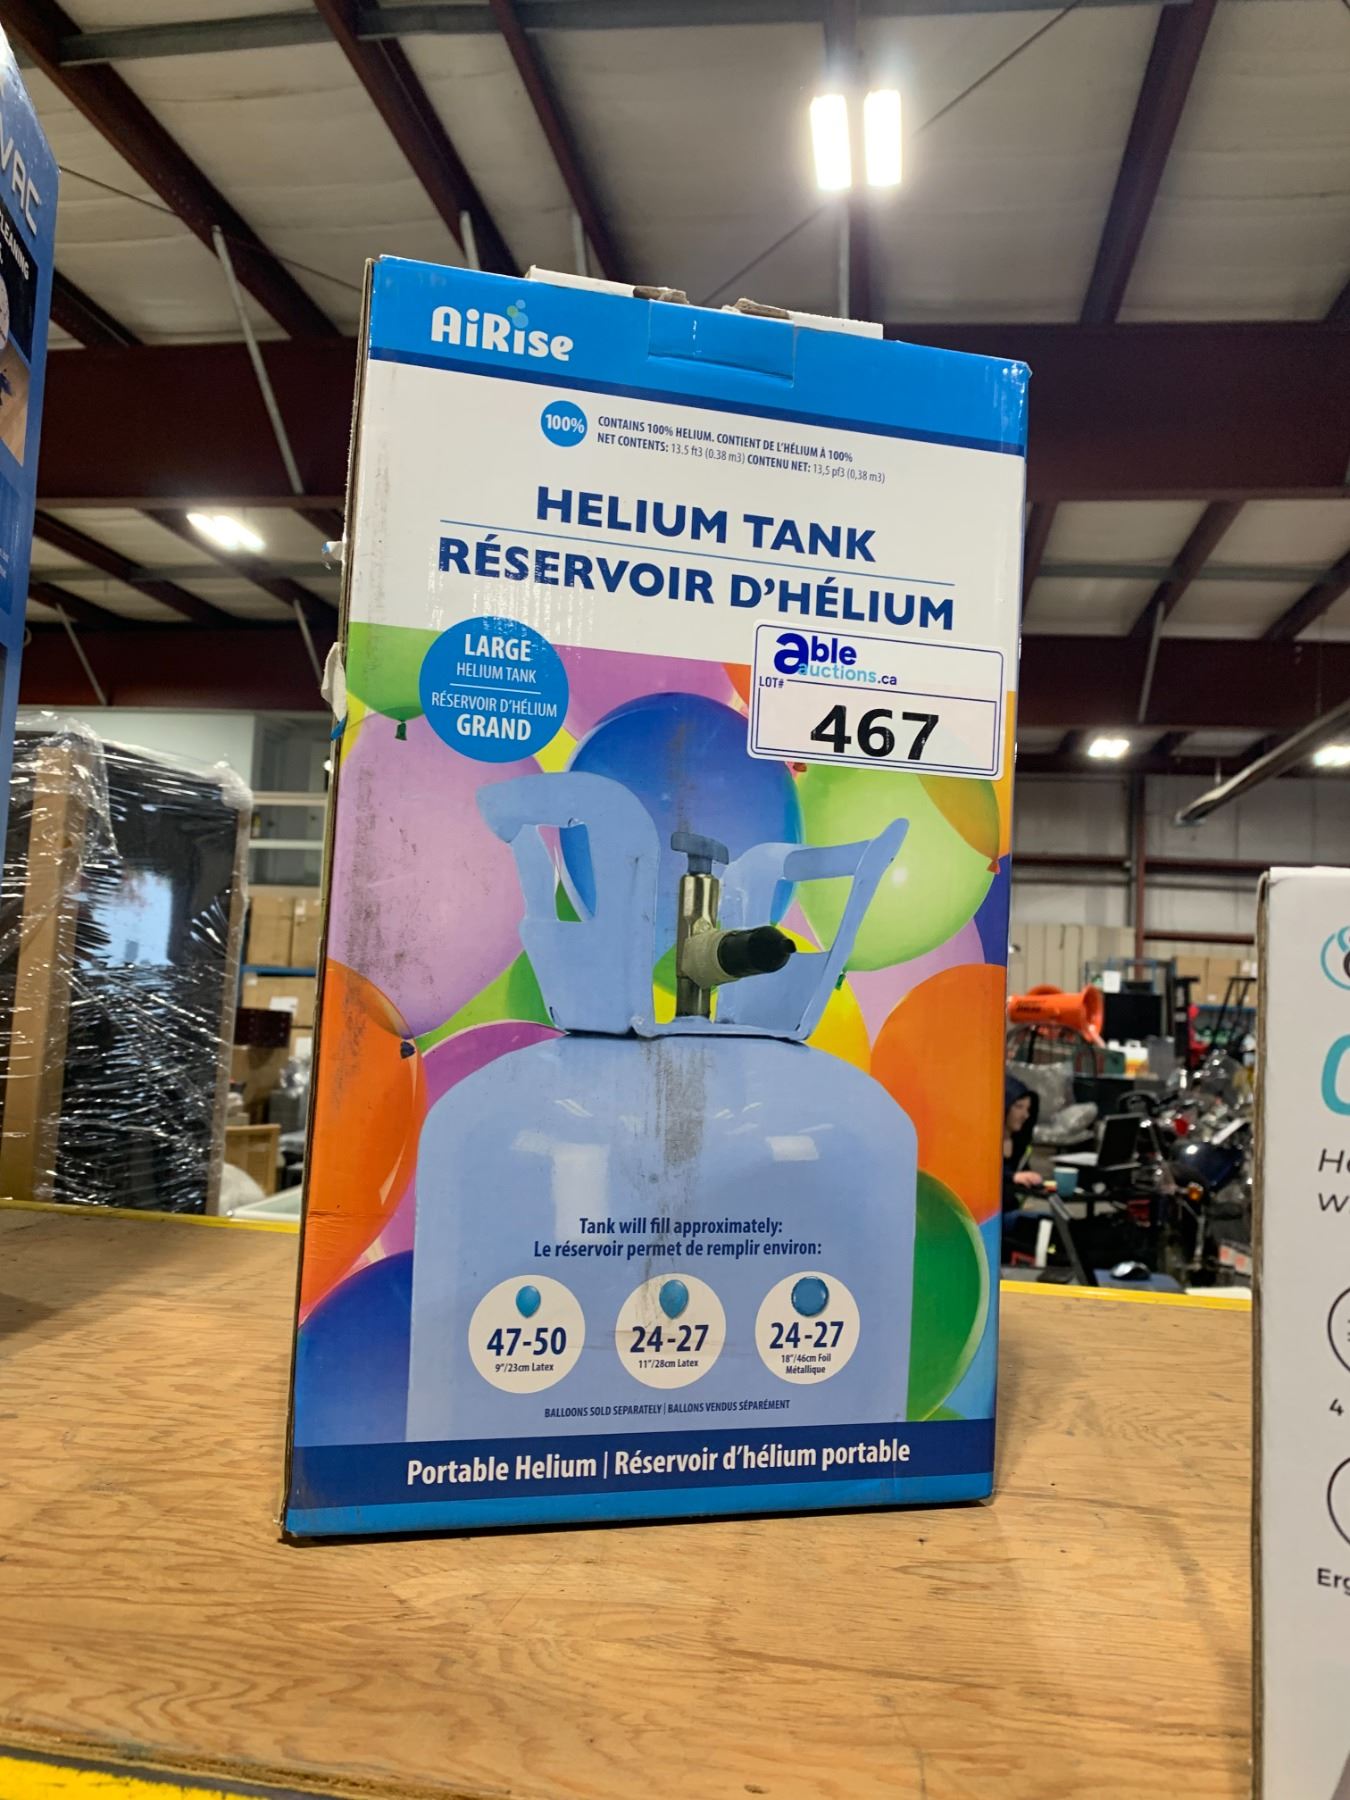 VAC
CLEANING
AiRise
100%
CONTAINS 100% HELIUM. CONTIENT DE L'HÉLIUM À 100%
NET CONTENTS: 13.5 ft3 (0.38 m3) CONTENU NET: 13,5 pf3 (0,38 m3)
HELIUM TANK
RÉSERVOIR D'HÉLIUM
LARGE
HELIUM TANK
RÉSERVOIR D'HÉLIUM
GRAND
able
auctions.ca
LOT#
467
Tank will fill approximately:
Le réservoir permet de remplir environ:
47-50
9"/23cm Latex
24-27
11"/28cm Latex
24-27
18"/46cm Foil
Métallique
BALLOONS SOLD SEPARATELY | BALLONS VENDUS SÉPARÉMENT
Portable Helium | Réservoir d'hélium portable
4